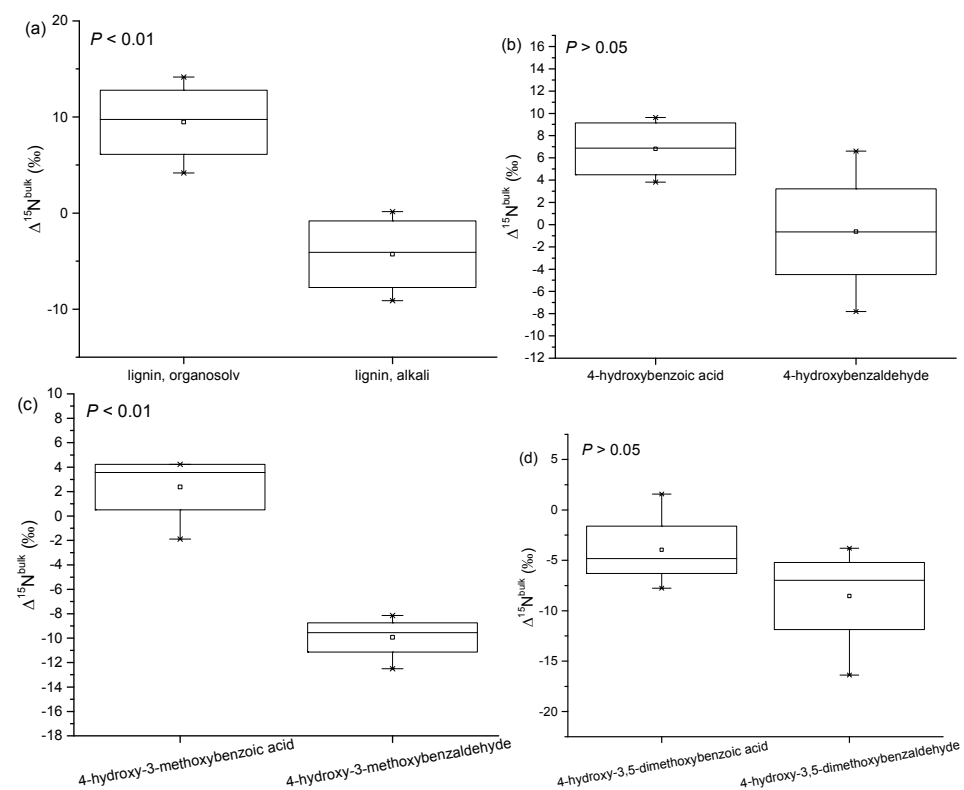 (a)
P < 0.01
20
10
0
-10
Δ15Nbulk (‰)
lignin, organosolv
lignin, alkali
(b)
P > 0.05
16
14
12
10
8
6
4
2
0
-2
-4
-6
-8
-10
-12
Δ15Nbulk (‰)
4-hydroxybenzoic acid
4-hydroxybenzaldehyde
(c)
P < 0.01
10
8
6
4
2
0
-2
-4
-6
-8
-10
-12
-14
-16
-18
Δ15Nbulk (‰)
4-hydroxy-3-methoxybenzoic acid
4-hydroxy-3-methoxybenzaldehyde
(d)
P > 0.05
5
0
-5
-10
-15
-20
Δ15Nbulk (‰)
4-hydroxy-3,5-dimethoxybenzoic acid
4-hydroxy-3,5-dimethoxybenzaldehyde